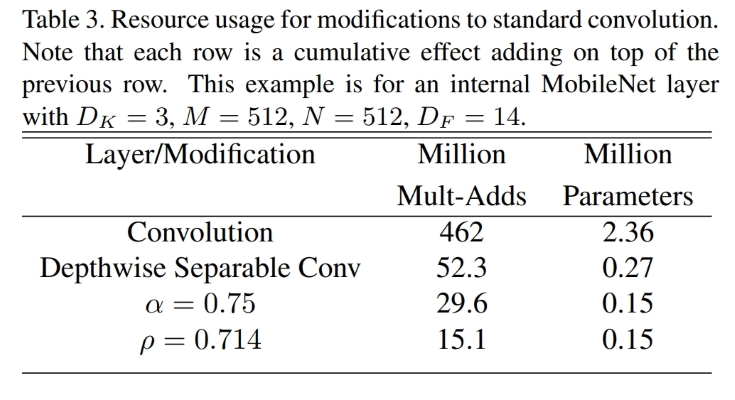 Table 3. Resource usage for modifications to standard convolution.
Note that each row is a cumulative effect adding on top of the
previous row. This example is for an internal MobileNet layer
with D_K = 3, M = 512, N = 512, D_F = 14.
Layer/Modification Million Million
Mult-Adds Parameters
Convolution 462 2.36
Depthwise Separable Conv 52.3 0.27
α = 0.75 29.6 0.15
ρ = 0.714 15.1 0.15